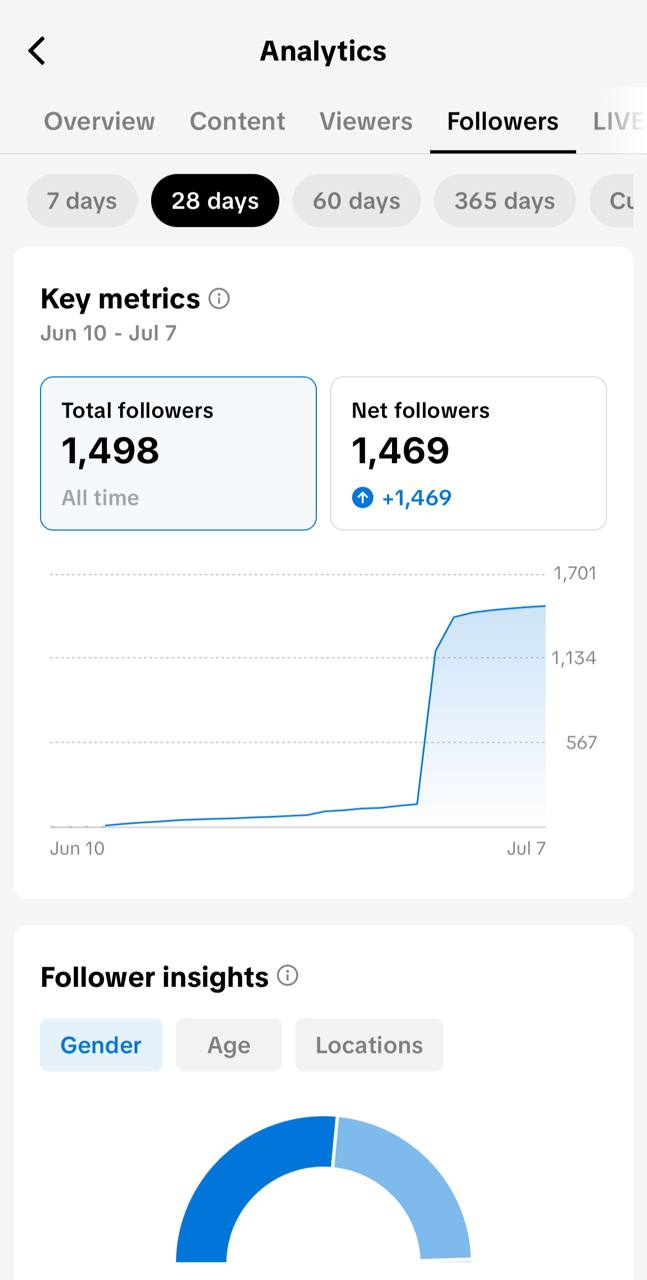 Analytics
Overview Content Viewers Followers LIVE
7 days 28 days 60 days 365 days Cu
Key metrics
Jun 10 - Jul 7
Total followers
1,498
All time
Net followers
1,469
+1,469
1,701
1,134
567
Jun 10 Jul 7
Follower insights
Gender Age Locations